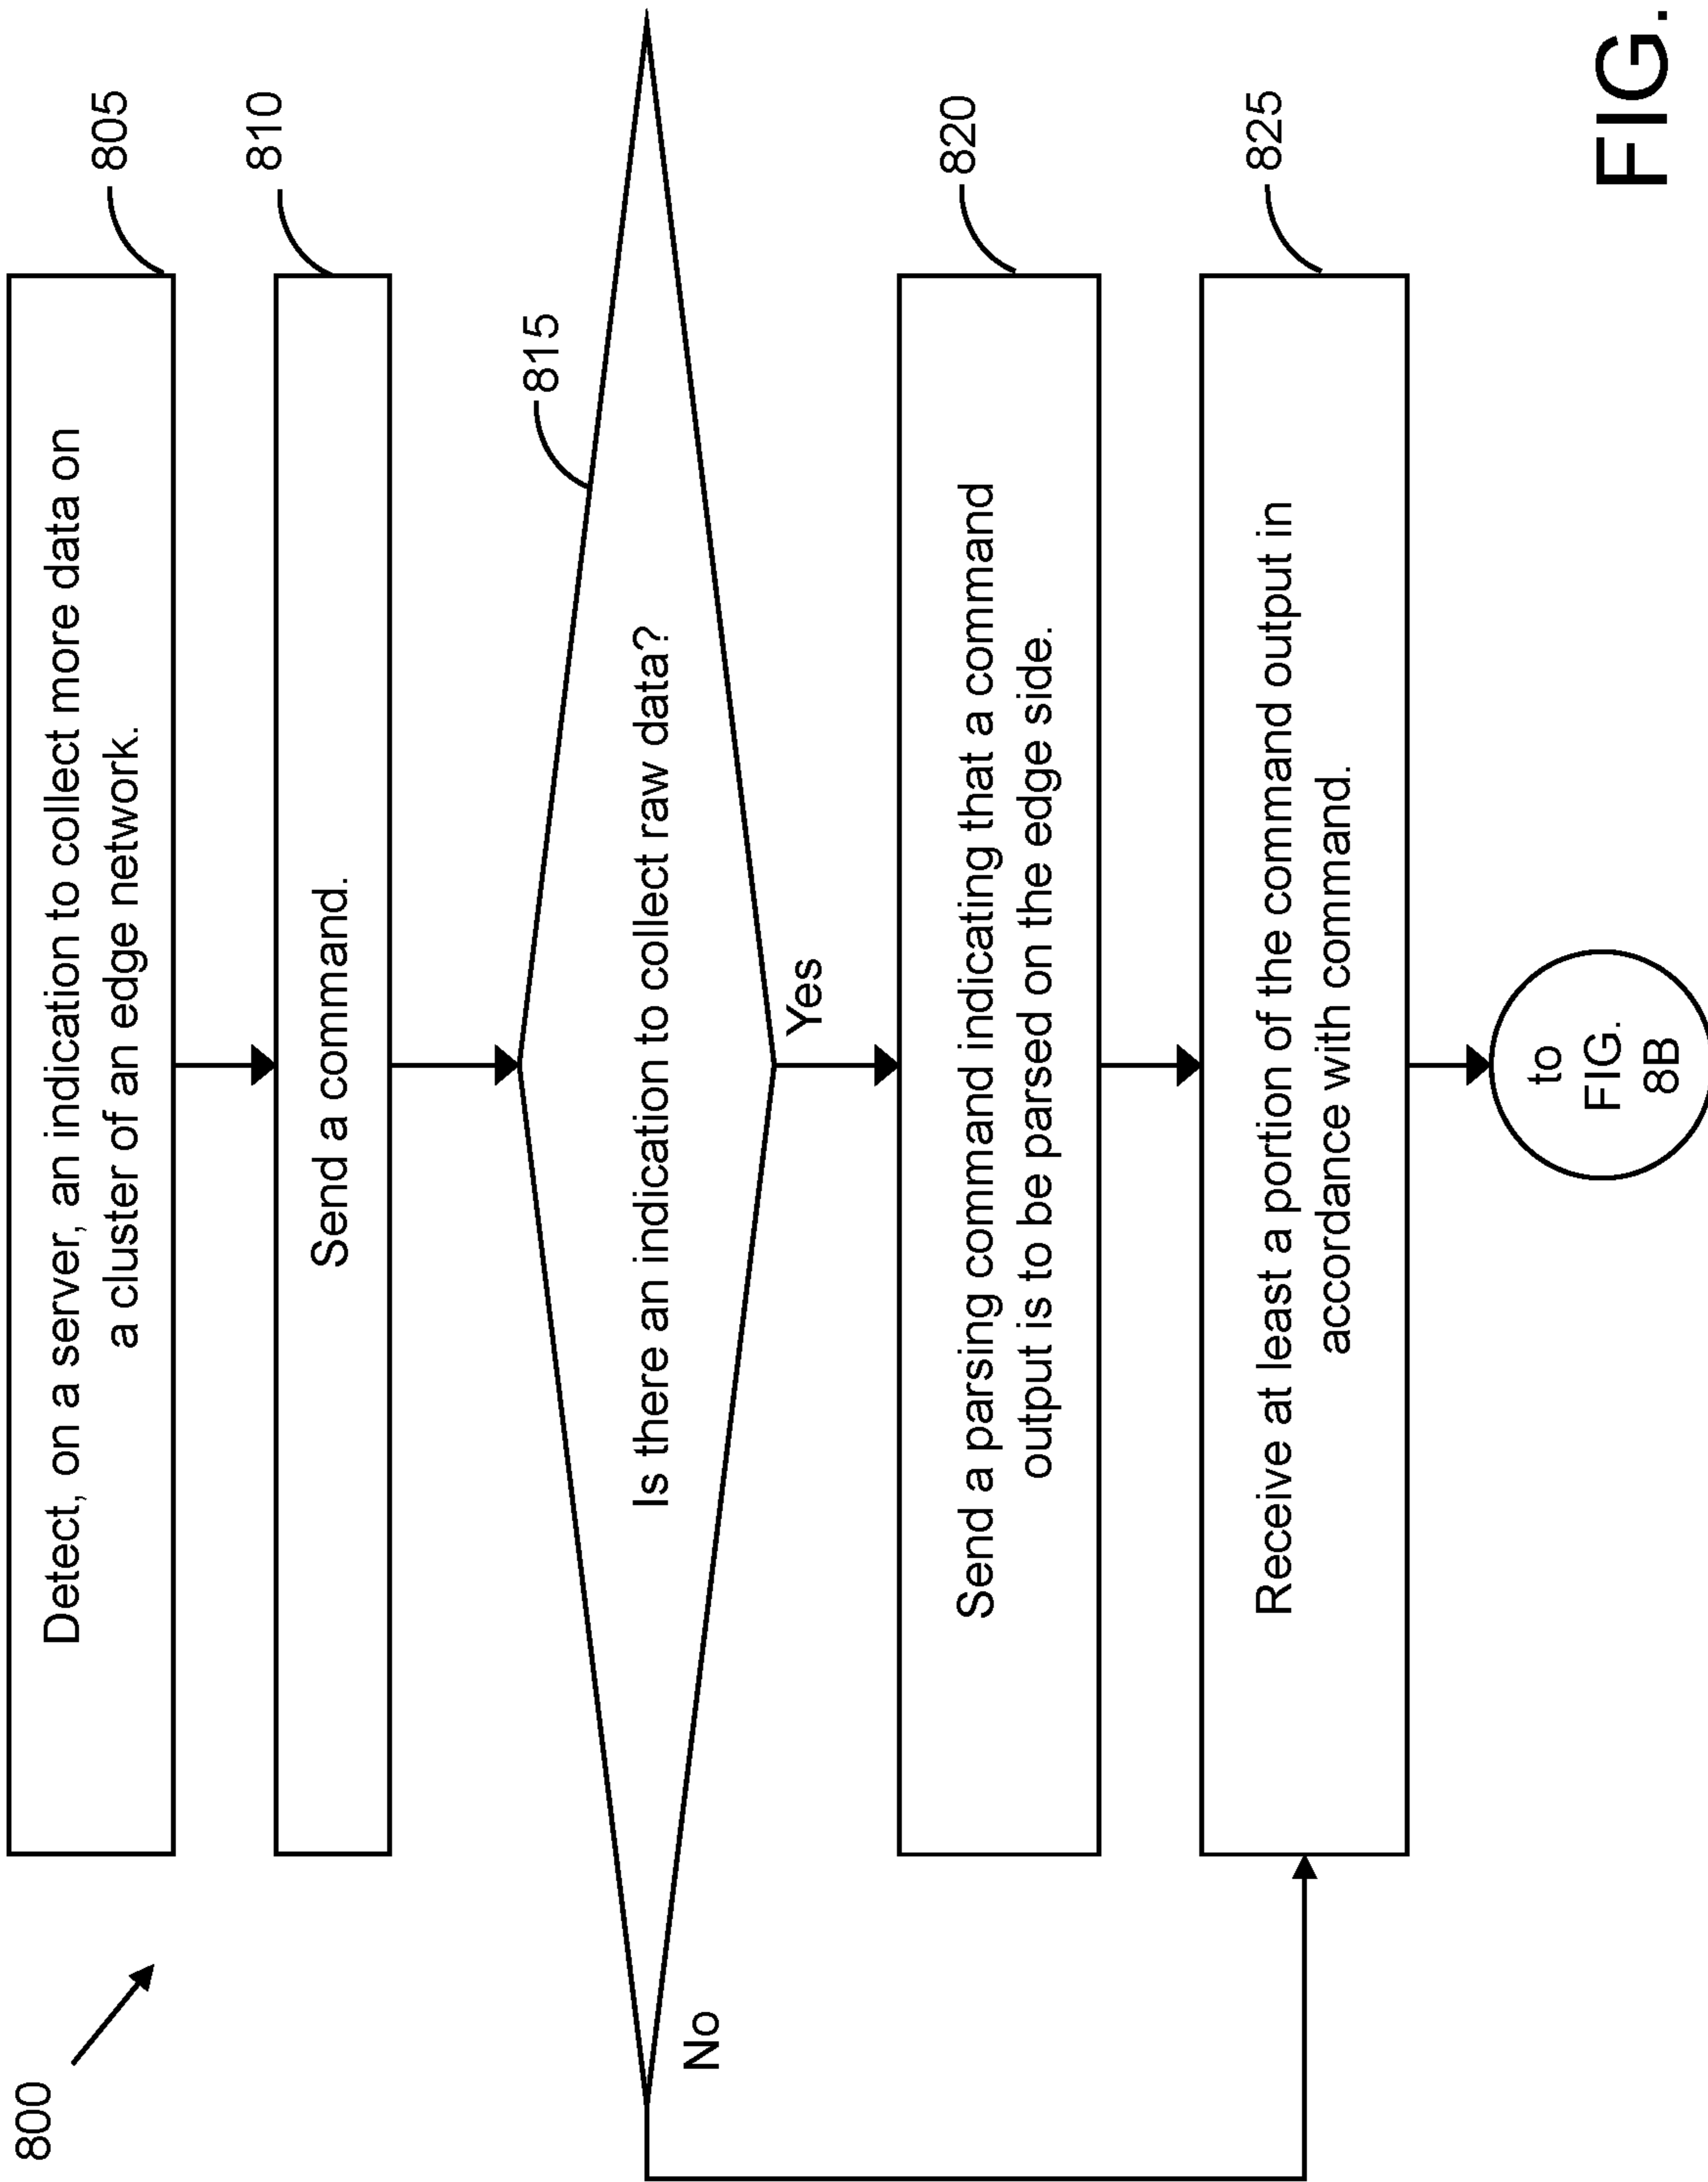 800
805
Detect, on a server, an indication to collect more data on
a cluster of an edge network.
810
Send a command.
815
Is there an indication to collect raw data?
No
Yes
820
Send a parsing command indicating that a command
output is to be parsed on the edge side.
825
Receive at least a portion of the command output in
accordance with command.
to
FIG.
8B
FIG.